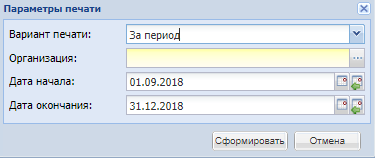 Параметры печати
Вариант печати: За период
Организация:
Дата начала: 01.09.2018
Дата окончания: 31.12.2018
Сформировать Отмена